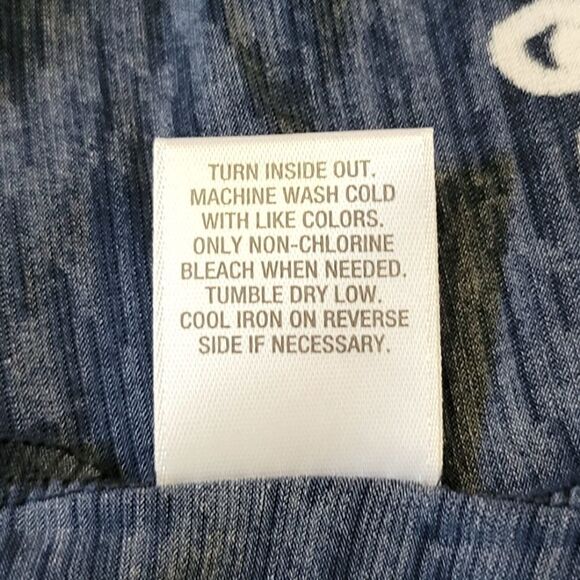 TURN INSIDE OUT.
MACHINE WASH COLD
WITH LIKE COLORS.
ONLY NON-CHLORINE
BLEACH WHEN NEEDED.
TUMBLE DRY LOW.
COOL IRON ON REVERSE
SIDE IF NECESSARY.